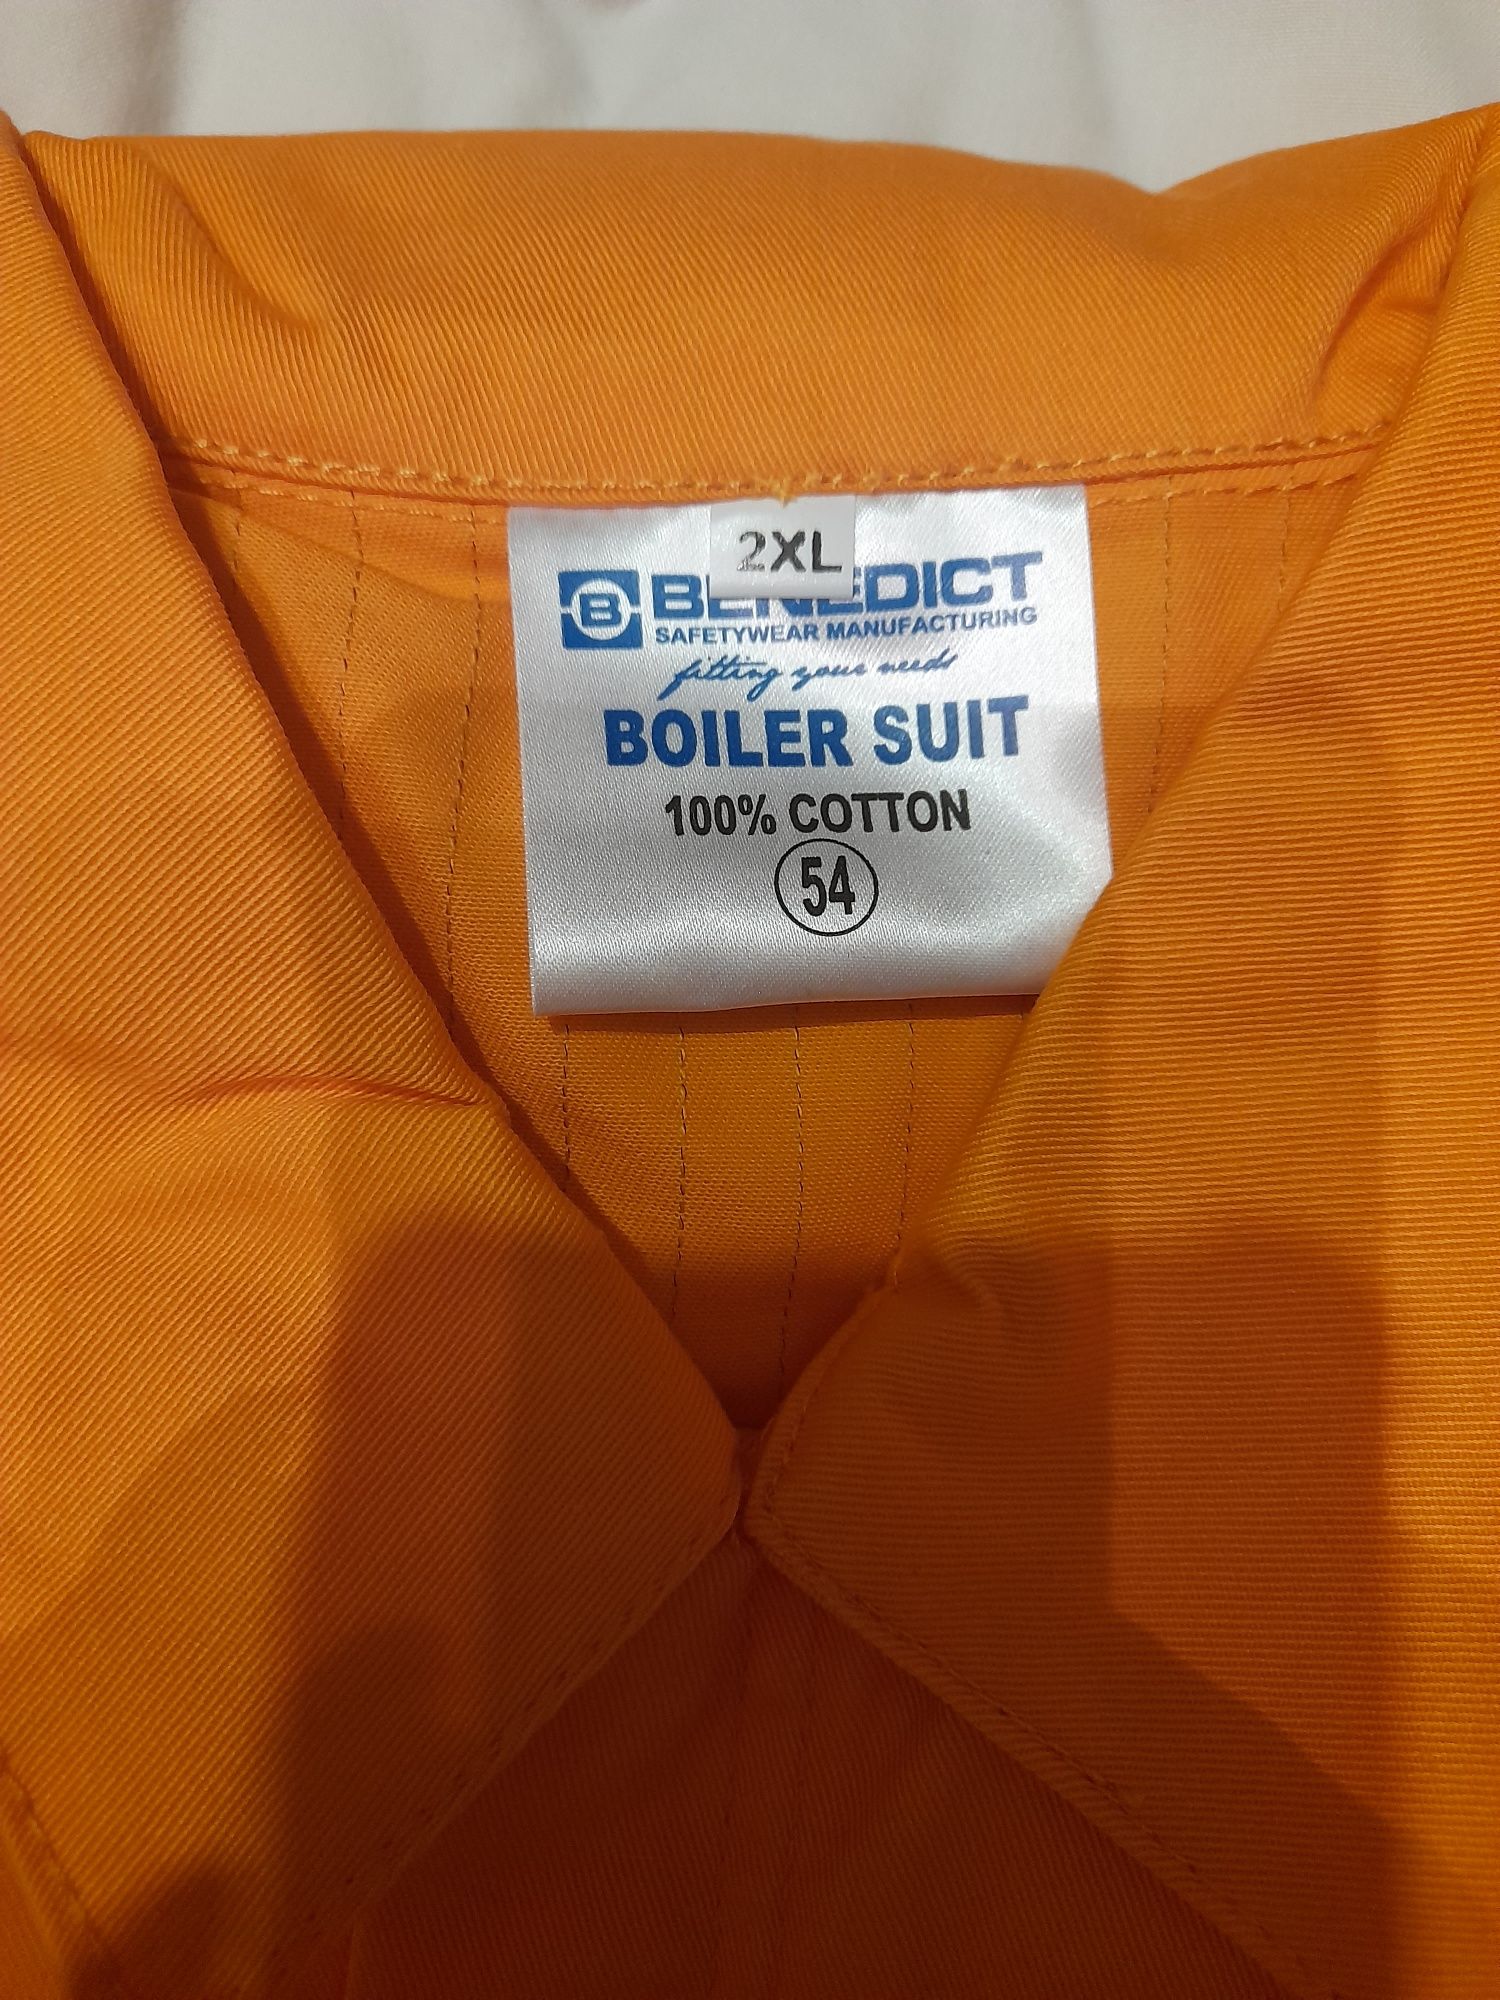 2XL
B BENEDICT
SAFETYWEAR MANUFACTURING
fitting your needs
BOILER SUIT
100% COTTON
54